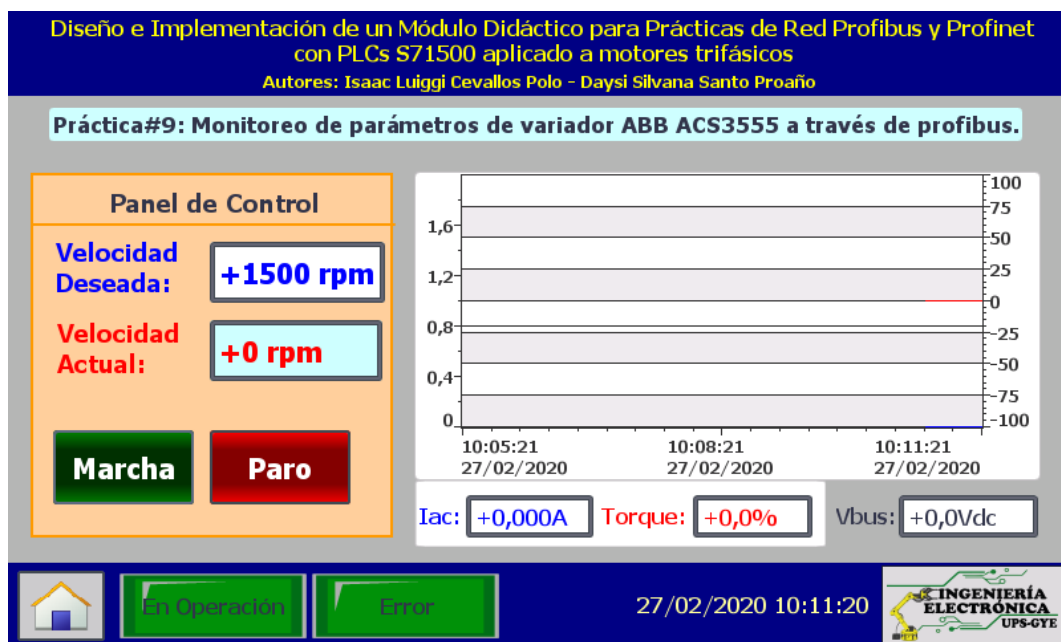 Diseño e Implementación de un Módulo Didáctico para Prácticas de Red Profibus y Profinet
con PLCs S71500 aplicado a motores trifásicos
Autores: Isaac Luiggi Cevallos Polo - Daysi Silvana Santo Proaño
Práctica#9: Monitoreo de parámetros de variador ABB ACS3555 a través de profibus.
Panel de Control
Velocidad
Deseada:
+1500 rpm
Velocidad
Actual:
+0 rpm
Marcha
Paro
1,6
1,2
0,8
0,4
0
100
75
50
25
0
-25
-50
-75
-100
10:05:21
27/02/2020
10:08:21
27/02/2020
10:11:21
27/02/2020
Iac: +0,000A
Torque: +0,0%
Vbus: +0,0Vdc
En Operación
Error
27/02/2020 10:11:20
INGENIERÍA
ELECTRÓNICA
UPS-GYE